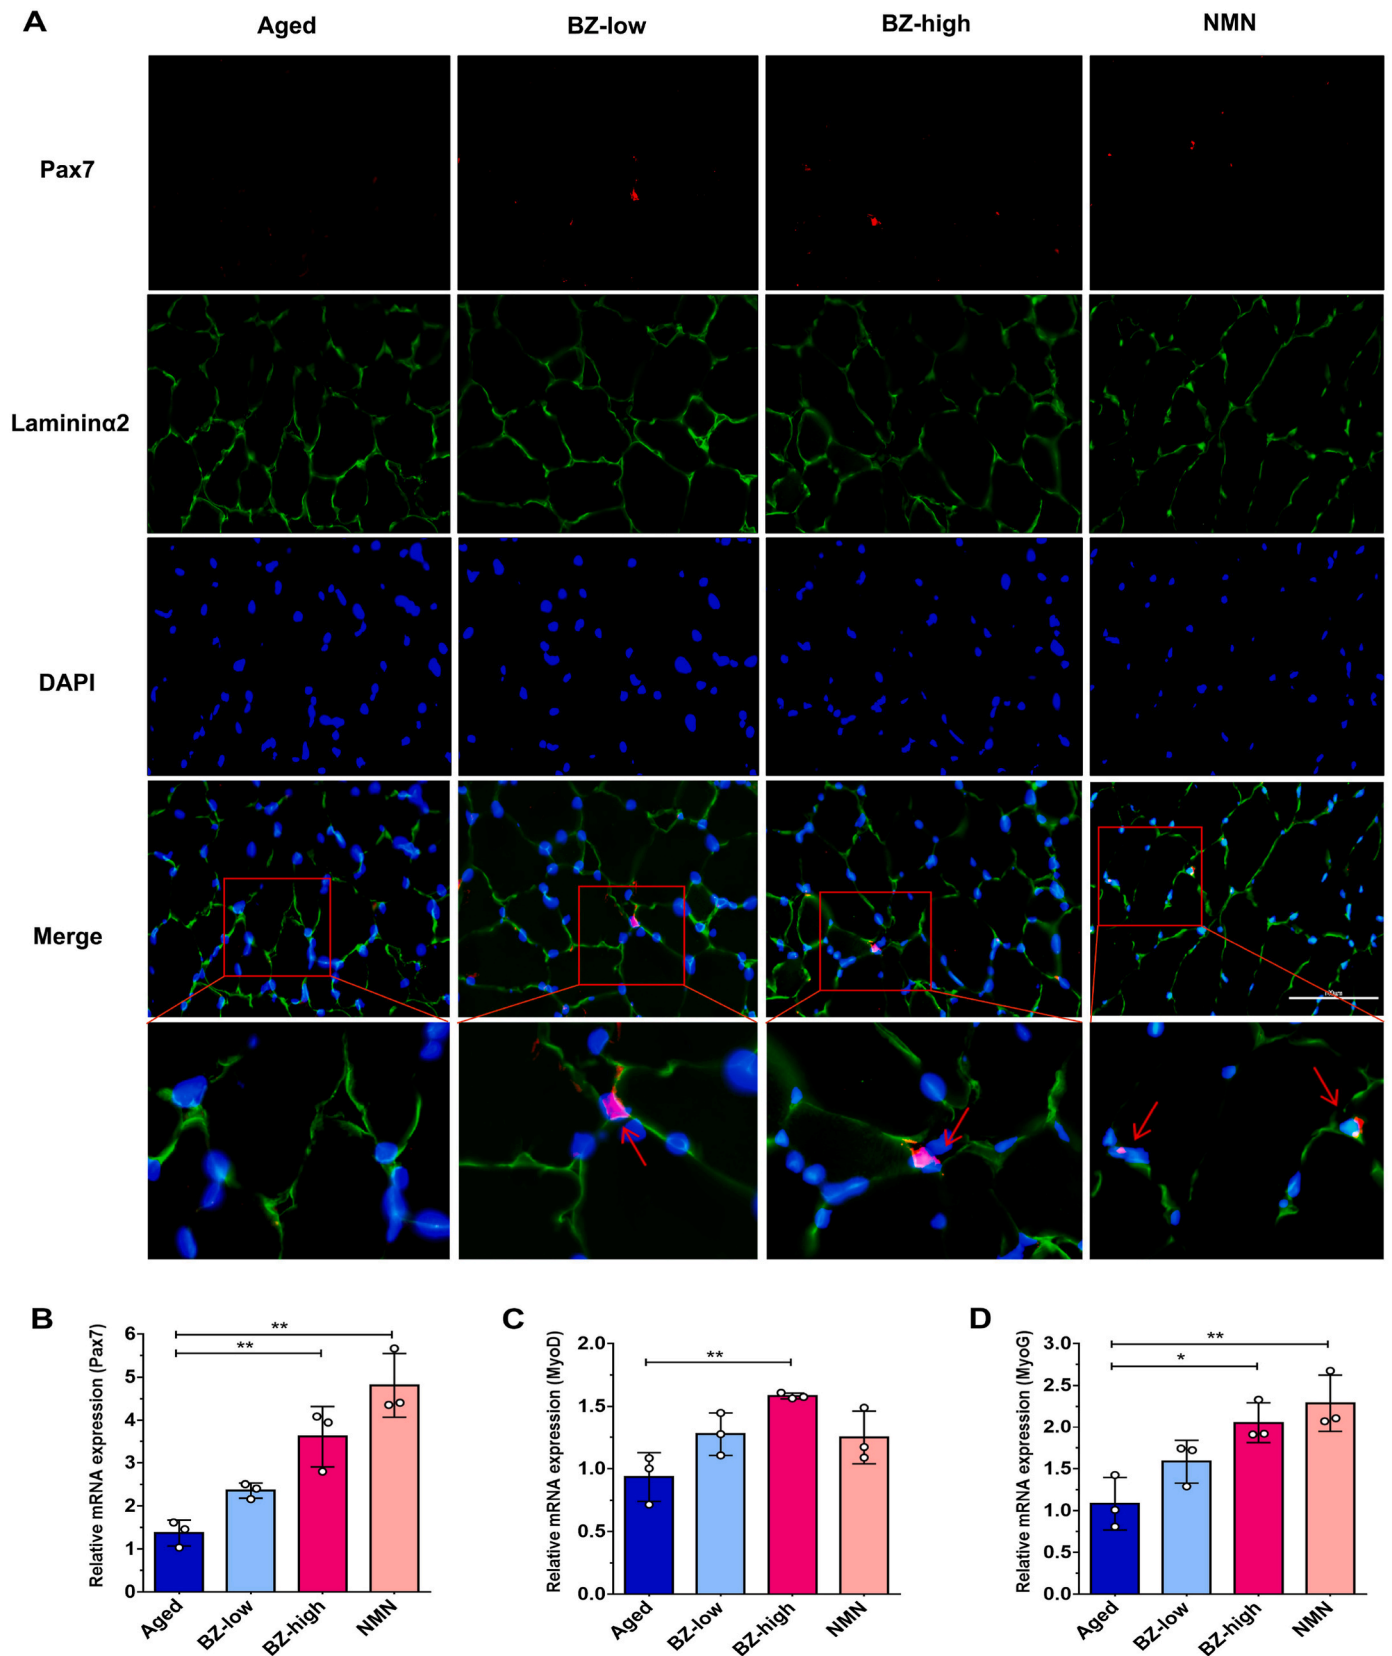 A
Aged BZ-low BZ-high NMN
Pax7
Lamininα2
DAPI
Merge
100μm
B
Relative mRNA expression (Pax7)
6
5
4
3
2
1
0
**
**
Aged BZ-low BZ-high NMN
C
Relative mRNA expression (MyoD)
2.0
1.5
1.0
0.5
0.0
**
Aged BZ-low BZ-high NMN
D
Relative mRNA expression (MyoG)
3.0
2.5
2.0
1.5
1.0
0.5
0.0
**
*
Aged BZ-low BZ-high NMN